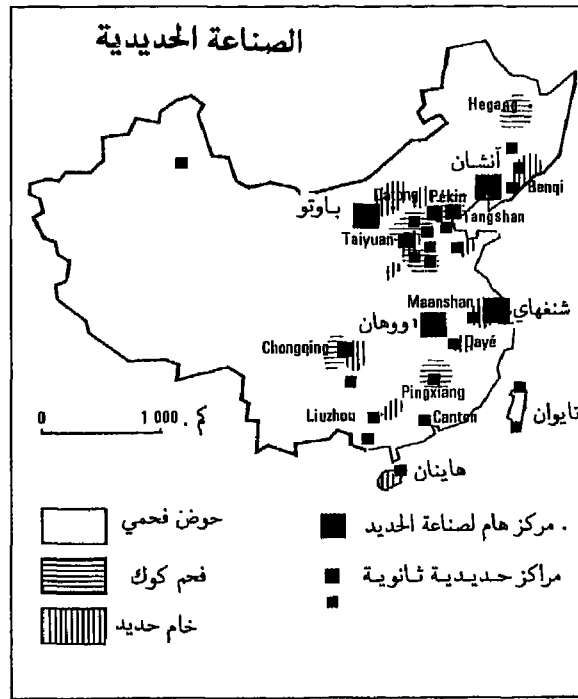 الصناعة الحديدية
Hegang
آنشان
Benqi
Datong
Pékin
باوتو
Tangshan
Taiyuan
Maanshan
شنغهاي
ووهان
Chongqing
Dayé
Pingxiang
Liuzhou
Canton
تايوان
0 1 000 كم.
هاينان
حوض فحمي
مركز هام لصناعة الحديد.
فحم كوك
مراكز حديدية ثانوية
خام حديد